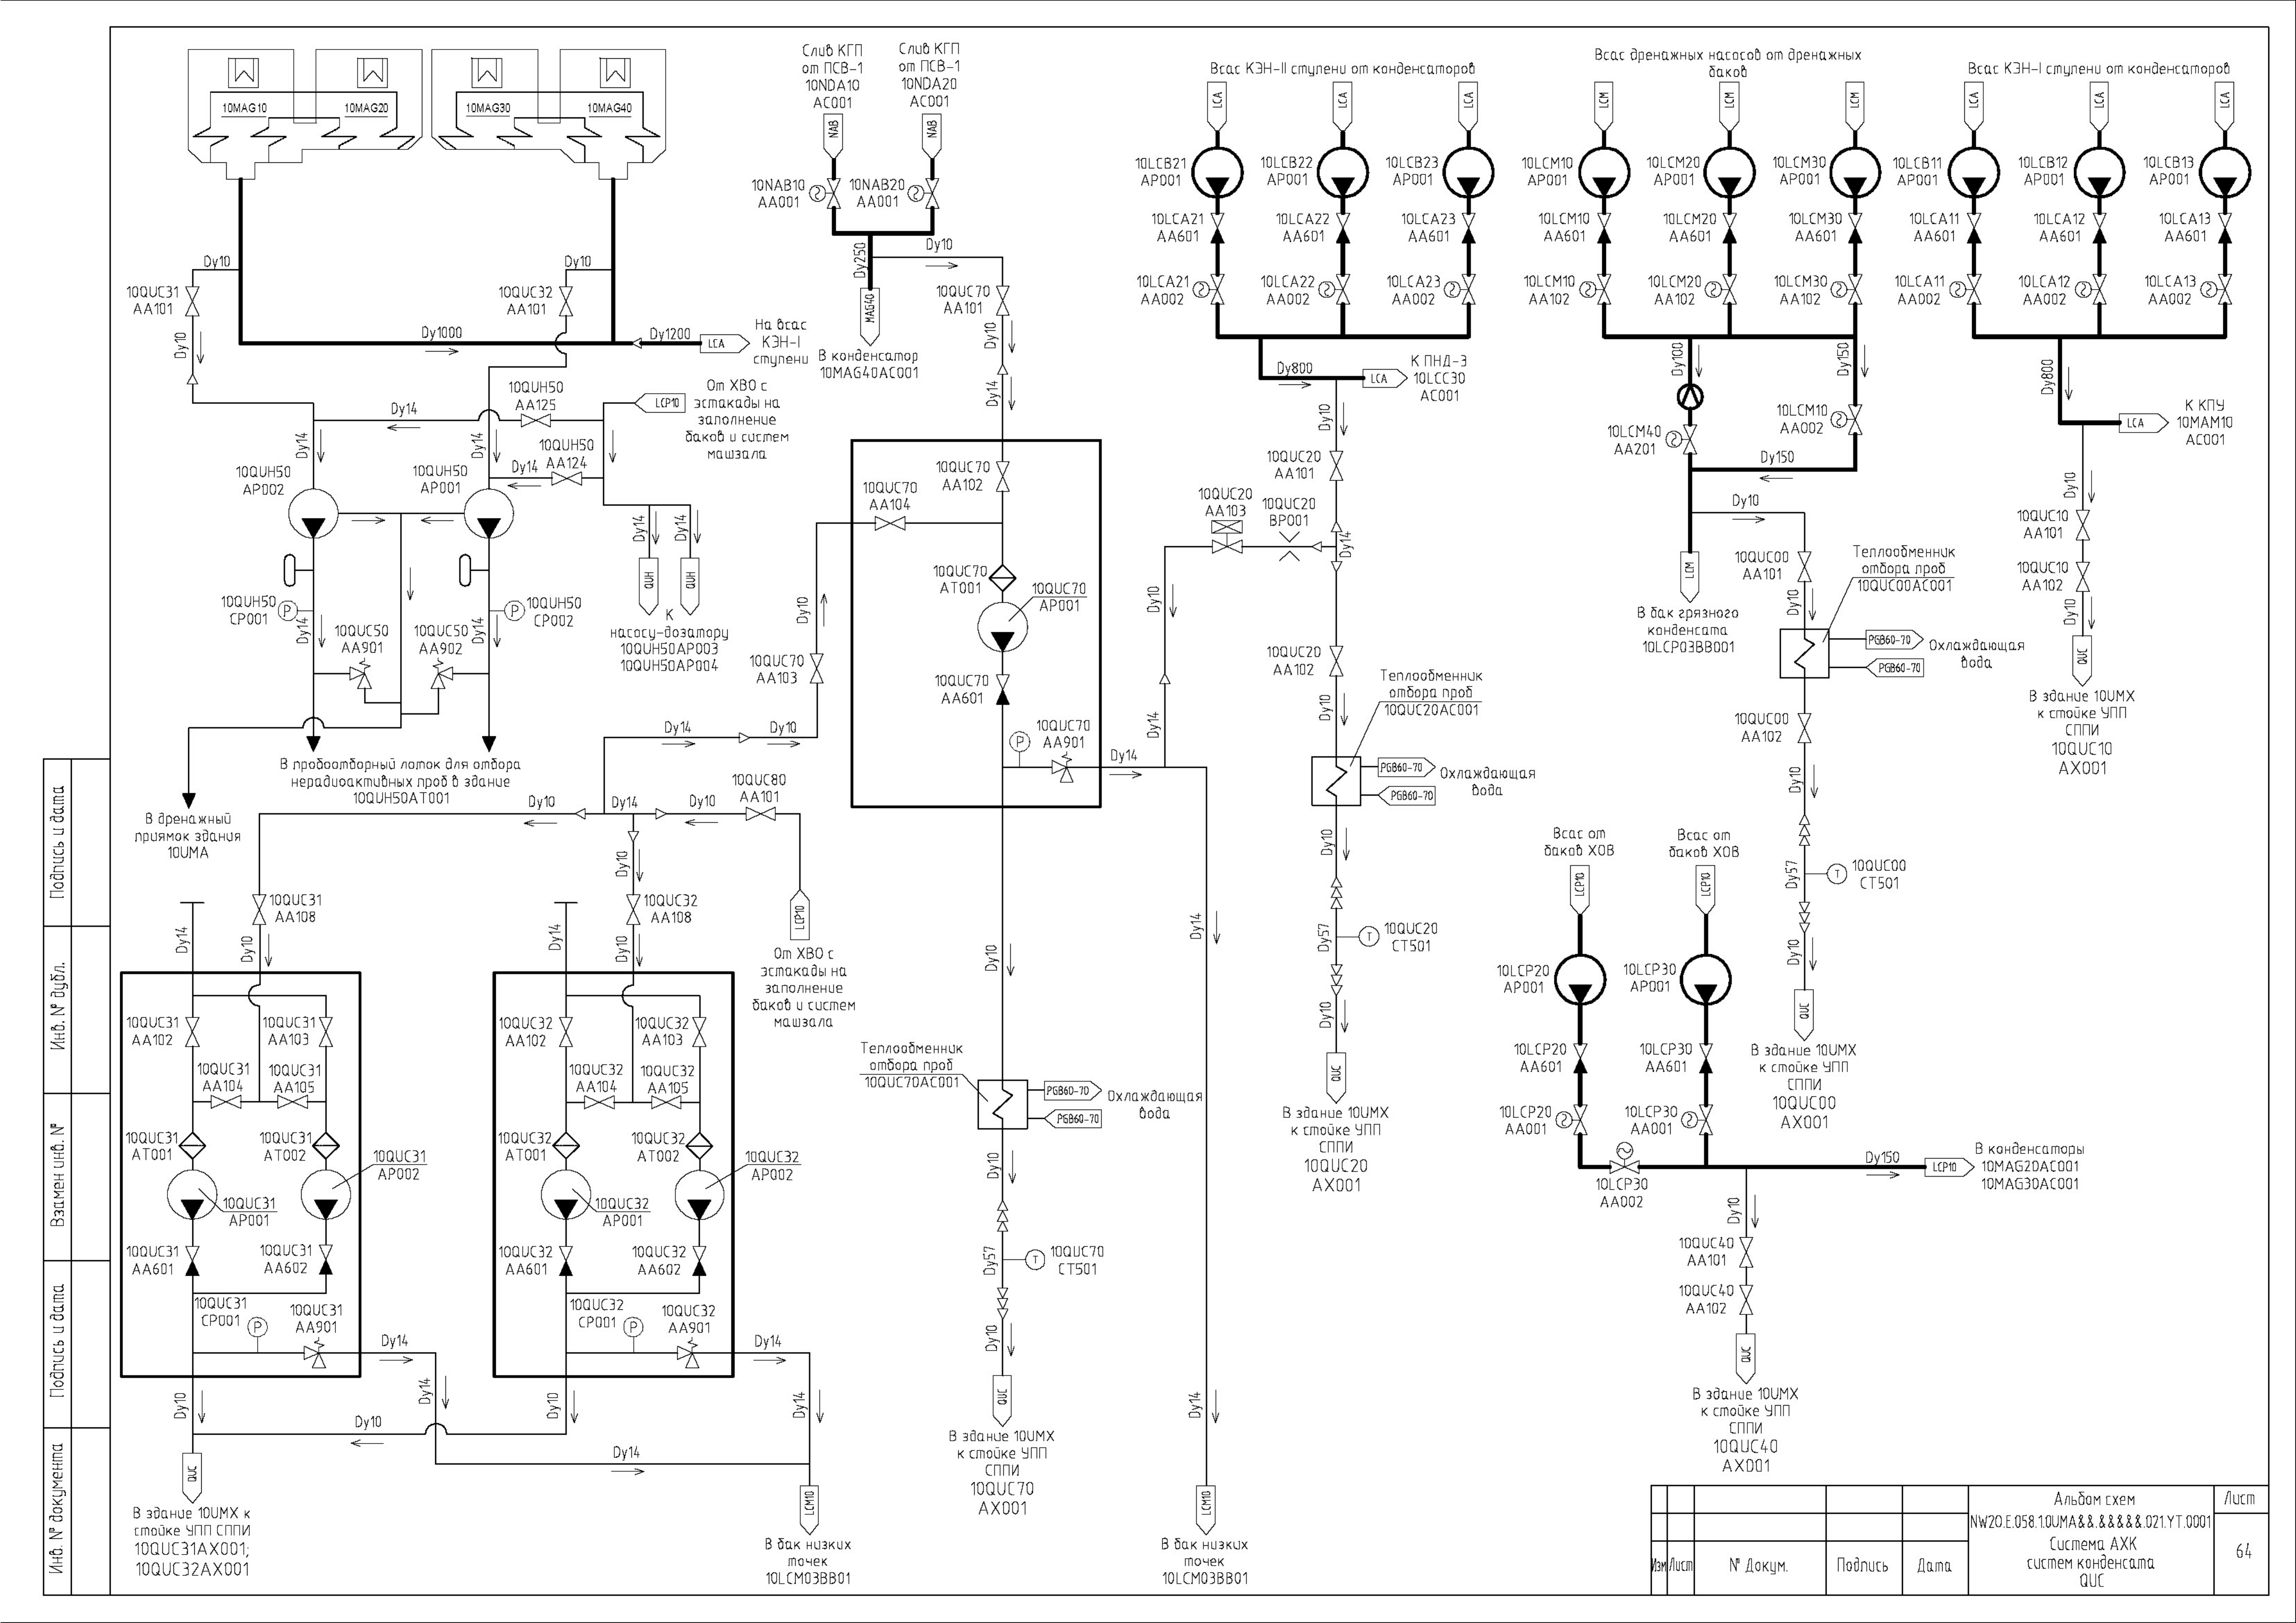 10MAG10
10MAG20
10MAG30
10MAG40
Dy10
10QUC31
AA101
Dy10
Dy10
10QUC32
AA101
Dy1000
Dy1200
LCA
На всас
КЭН-I
ступени
Слив КГП
от ПСВ-1
10NDA10
AC001
Слив КГП
от ПСВ-1
10NDA20
AC001
NAB
NAB
10NAB10
AA001
10NAB20
AA001
Dy250
Dy10
MAG40
В конденсатор
10MAG40AC001
10QUC70
AA101
Dy10
Dy14
10QUH50
AA125
Dy14
От ХВО с
эстакады на
заполнение
баков и систем
машзала
LCP10
10QUH50
AA124
Dy14
Dy14
Dy14
10QUH50
AP002
10QUH50
AP001
Dy14
Dy14
QUH
QUH
К
насосу-дозатору
10QUH50AP003
10QUH50AP004
10QUH50
CP001
P
Dy14
P
10QUH50
CP002
Dy14
10QUC50
AA901
10QUC50
AA902
В пробоотборный лоток для отбора
нерадиоактивных проб в здание
10QUH50AT001
В дренажный
приямок здания
10UMA
10QUC70
AA102
10QUC70
AA104
10QUC70
AT001
10QUC70
AP001
10QUC70
AA601
P
10QUC70
AA901
Dy14
Dy10
10QUC70
AA103
Dy14
Dy10
Dy10
Dy14
Dy10
10QUC80
AA101
Dy10
10QUC31
AA108
Dy10
10QUC32
AA108
Dy10
LCP10
От ХВО с
эстакады на
заполнение
баков и систем
машзала
Dy14
Dy14
10QUC31
AA102
10QUC31
AA103
10QUC31
AA104
10QUC31
AA105
10QUC31
AT001
10QUC31
AT002
10QUC31
AP001
10QUC31
AP002
10QUC31
AA601
10QUC31
AA602
10QUC31
CP001
P
10QUC31
AA901
Dy14
Dy14
Dy10
10QUC32
AA102
10QUC32
AA103
10QUC32
AA104
10QUC32
AA105
10QUC32
AT001
10QUC32
AT002
10QUC32
AP001
10QUC32
AP002
10QUC32
AA601
10QUC32
AA602
10QUC32
CP001
P
10QUC32
AA901
Dy14
Dy14
Dy10
Dy10
Dy14
QUC
В здание 10UMX к
стойке УПП СППИ
10QUC31AX001;
10QUC32AX001
LCM10
В бак низких
точек
10LCM03BB01
Dy10
Теплообменник
отбора проб
10QUC70AC001
PGB60-70
PGB60-70
Охлаждающая
вода
Dy10
Dy57
T
10QUC70
CT501
Dy10
QUC
В здание 10UMX
к стойке УПП
СППИ
10QUC70
AX001
Dy14
Dy14
LCM10
В бак низких
точек
10LCM03BB01
Всас КЭН-II ступени от конденсаторов
LCA
LCA
LCA
10LCB21
AP001
10LCB22
AP001
10LCB23
AP001
10LCA21
AA601
10LCA22
AA601
10LCA23
AA601
10LCA21
AA002
10LCA22
AA002
10LCA23
AA002
Dy800
LCA
К ПНД-3
10LCC30
AC001
Dy10
10QUC20
AA101
10QUC20
AA103
10QUC20
BP001
Dy14
Dy10
Dy14
10QUC20
AA102
Dy10
Теплообменник
отбора проб
10QUC20AC001
PGB60-70
PGB60-70
Охлаждающая
вода
Dy10
Dy57
T
10QUC20
CT501
Dy10
QUC
В здание 10UMX
к стойке УПП
СППИ
10QUC20
AX001
Всас дренажных насосов от дренажных
баков
LCM
LCM
LCM
10LCM10
AP001
10LCM20
AP001
10LCM30
AP001
10LCM10
AA601
10LCM20
AA601
10LCM30
AA601
10LCM10
AA102
10LCM20
AA102
10LCM30
AA102
Dy100
Dy150
10LCM10
AA002
10LCM40
AA201
Dy150
Dy10
LCM
В бак грязного
конденсата
10LCP03BB001
10QUC00
AA101
Теплообменник
отбора проб
10QUC00AC001
Dy10
PGB60-70
PGB60-70
Охлаждающая
вода
10QUC00
AA102
Dy10
Dy57
T
10QUC00
CT501
Dy10
QUC
В здание 10UMX
к стойке УПП
СППИ
10QUC00
AX001
Всас КЭН-I ступени от конденсаторов
LCA
LCA
LCA
10LCB11
AP001
10LCB12
AP001
10LCB13
AP001
10LCA11
AA601
10LCA12
AA601
10LCA13
AA601
10LCA11
AA002
10LCA12
AA002
10LCA13
AA002
Dy800
LCA
К КПУ
10MAM10
AC001
Dy10
10QUC10
AA101
10QUC10
AA102
Dy10
QUC
В здание 10UMX
к стойке УПП
СППИ
10QUC10
AX001
Всас от
баков ХОВ
Всас от
баков ХОВ
LCP10
LCP10
10LCP20
AP001
10LCP30
AP001
10LCP20
AA601
10LCP30
AA601
10LCP20
AA001
10LCP30
AA001
10LCP30
AA002
Dy150
LCP10
В конденсаторы
10MAG20AC001
10MAG30AC001
Dy10
10QUC40
AA101
10QUC40
AA102
QUC
В здание 10UMX
к стойке УПП
СППИ
10QUC40
AX001
Подпись и дата
Инв. № дубл.
Взамен инв. №
Подпись и дата
Инв. № документа
Изм
Лист
№ Докум.
Подпись
Дата
Альбом схем
NW2O.E.058.1.0UMA&&.&&&&&.021.YT.0001
Система АХК
систем конденсата
QUC
Лист
64